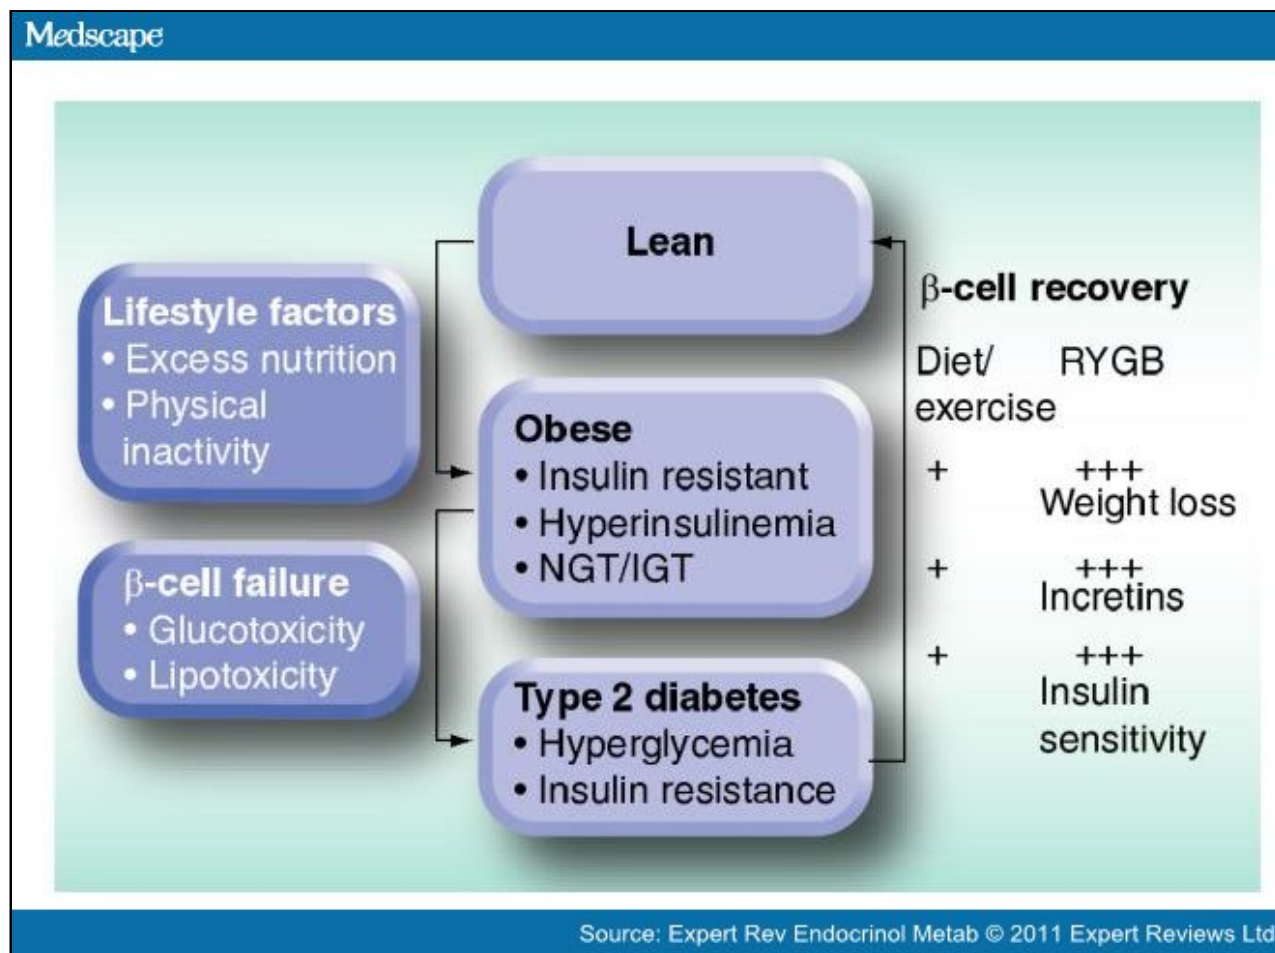 Medscape
Lean
Lifestyle factors
• Excess nutrition
• Physical
inactivity
Obese
• Insulin resistant
• Hyperinsulinemia
• NGT/IGT
β-cell failure
• Glucotoxicity
• Lipotoxicity
Type 2 diabetes
• Hyperglycemia
• Insulin resistance
β-cell recovery
Diet/ RYGB
exercise
+ +++
Weight loss
+ +++
Incretins
+ +++
Insulin
sensitivity
Source: Expert Rev Endocrinol Metab © 2011 Expert Reviews Ltd